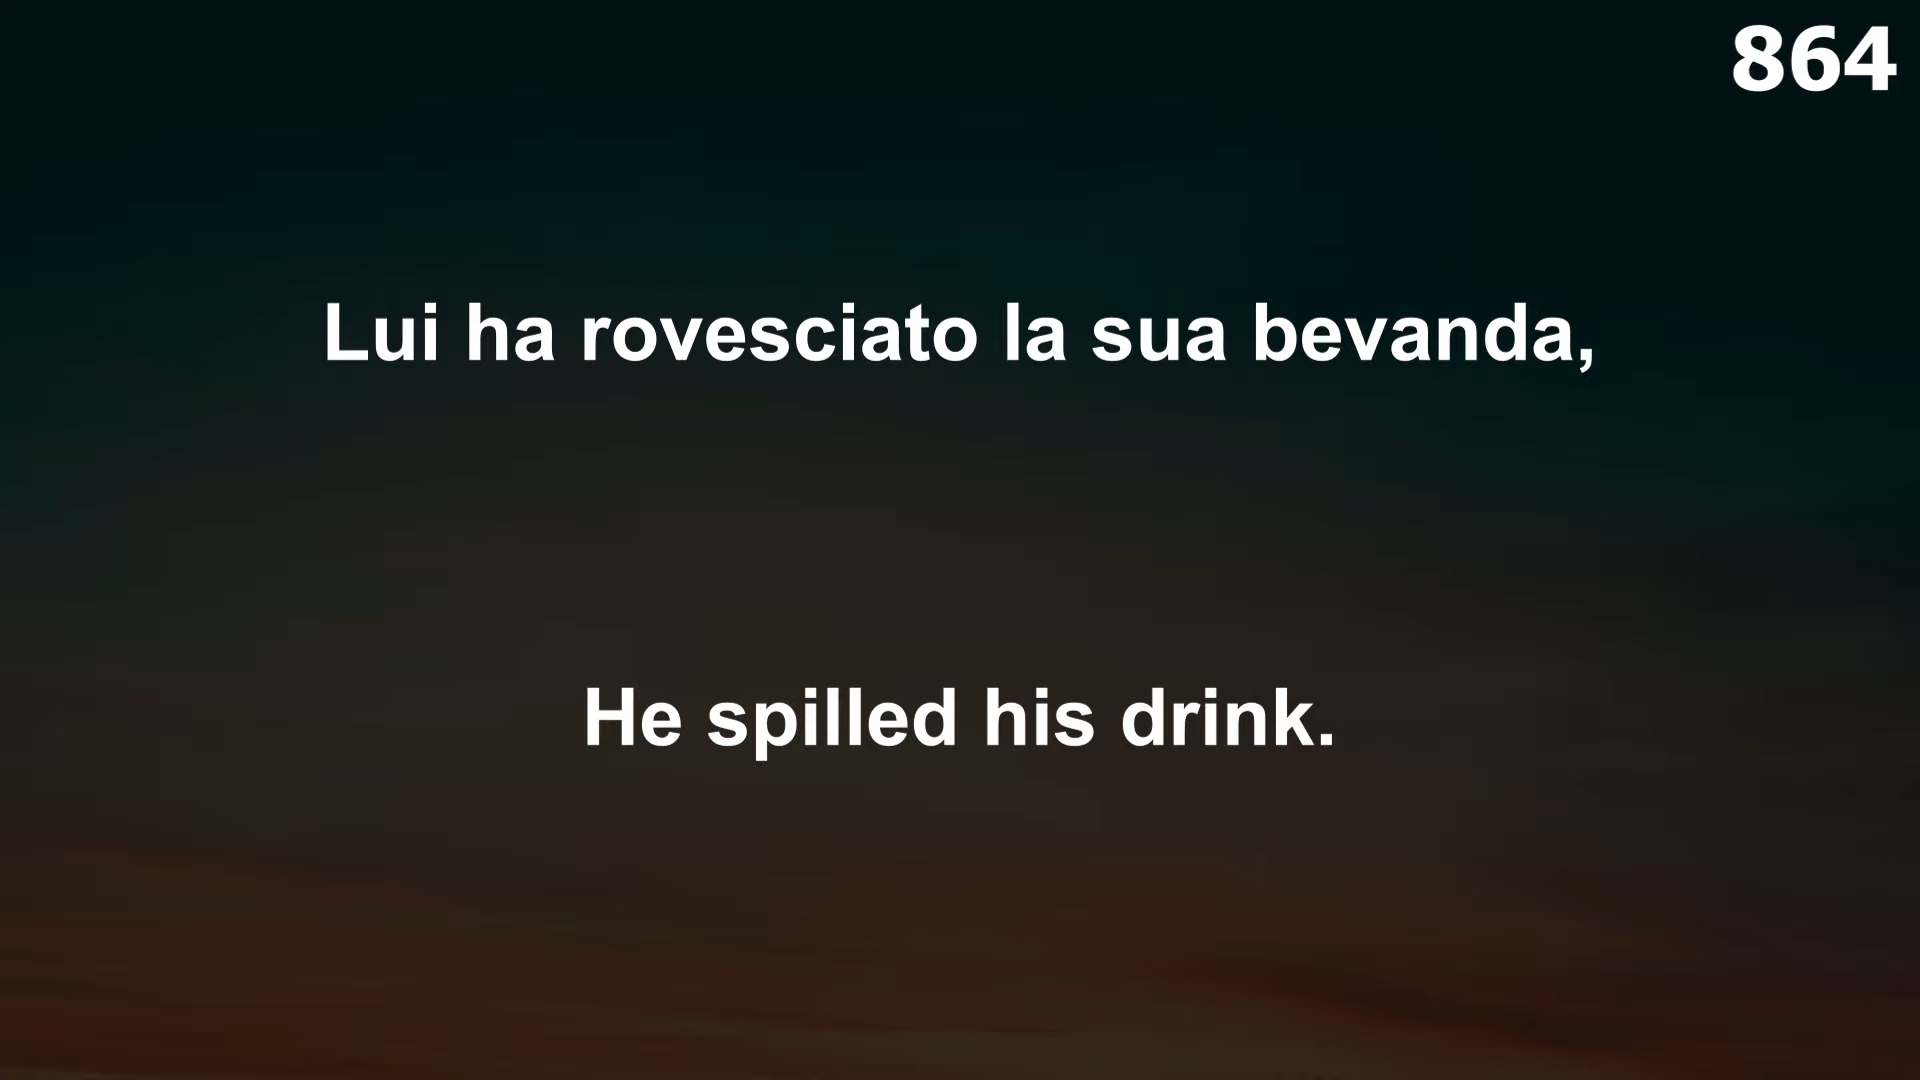 864
Lui ha rovesciato la sua bevanda,
He spilled his drink.